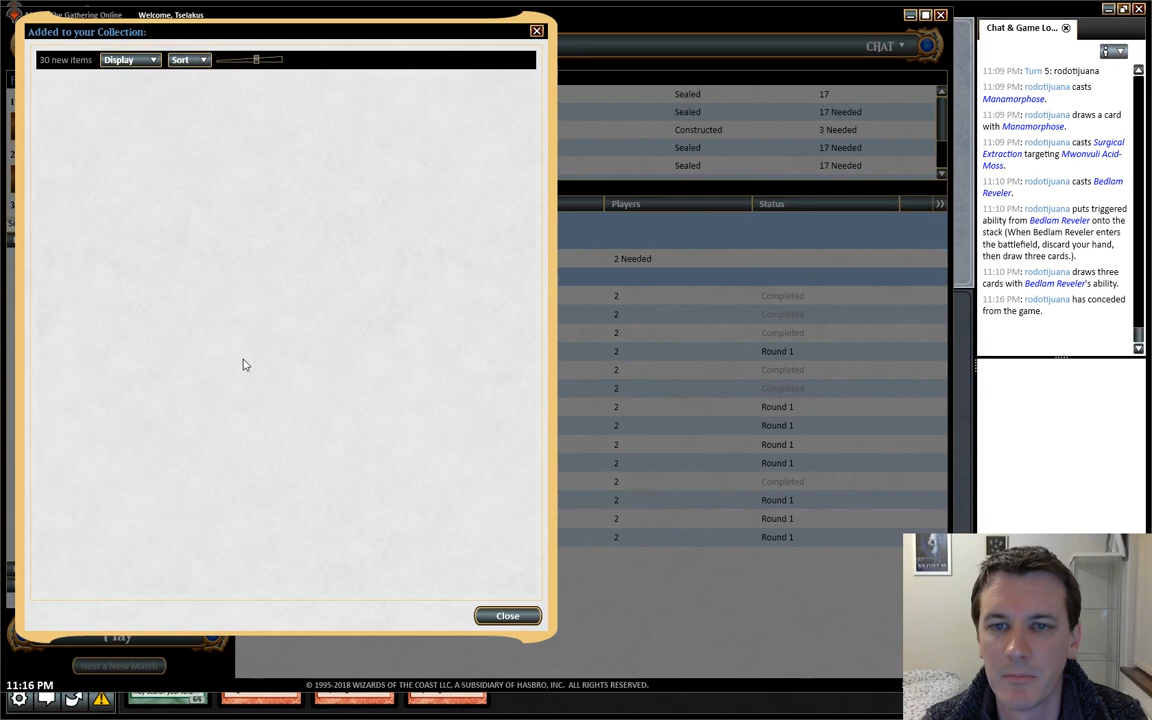 The Gathering Online Welcome, Tselakus
Added to your Collection:
30 new items Display Sort
CHAT
Sealed 17
Sealed 17 Needed
Constructed 3 Needed
Sealed 17 Needed
Sealed 17 Needed
Players Status
2 Needed
2 Completed
2 Completed
2 Completed
2 Round 1
2 Completed
2 Completed
2 Round 1
2 Round 1
2 Round 1
2 Round 1
2 Completed
2 Round 1
2 Round 1
2 Round 1
Close
Play
Host a New Match
11:16 PM
© 1995-2018 WIZARDS OF THE COAST LLC, A SUBSIDIARY OF HASBRO, INC. ALL RIGHTS RESERVED.
6/6
Chat & Game Lo...
11:09 PM: Turn 5: rodotijuana
11:09 PM: rodotijuana casts
Manamorphose.
11:09 PM: rodotijuana draws a card
with Manamorphose.
11:09 PM: rodotijuana casts Surgical
Extraction targeting Mwonvuli Acid-
Moss.
11:10 PM: rodotijuana casts Bedlam
Reveler.
11:10 PM: rodotijuana puts triggered
ability from Bedlam Reveler onto the
stack (When Bedlam Reveler enters
the battlefield, discard your hand,
then draw three cards.).
11:10 PM: rodotijuana draws three
cards with Bedlam Reveler's ability.
11:16 PM: rodotijuana has conceded
from the game.